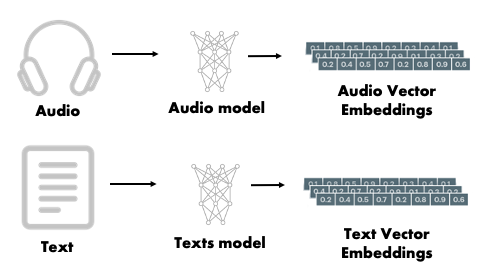 0.2 0.4 0.5 0.7 0.2 0.8 0.9 0.6
Audio
Audio model
Audio Vector
Embeddings
0.2 0.4 0.5 0.7 0.2 0.8 0.9 0.6
Text
Texts model
Text Vector
Embeddings